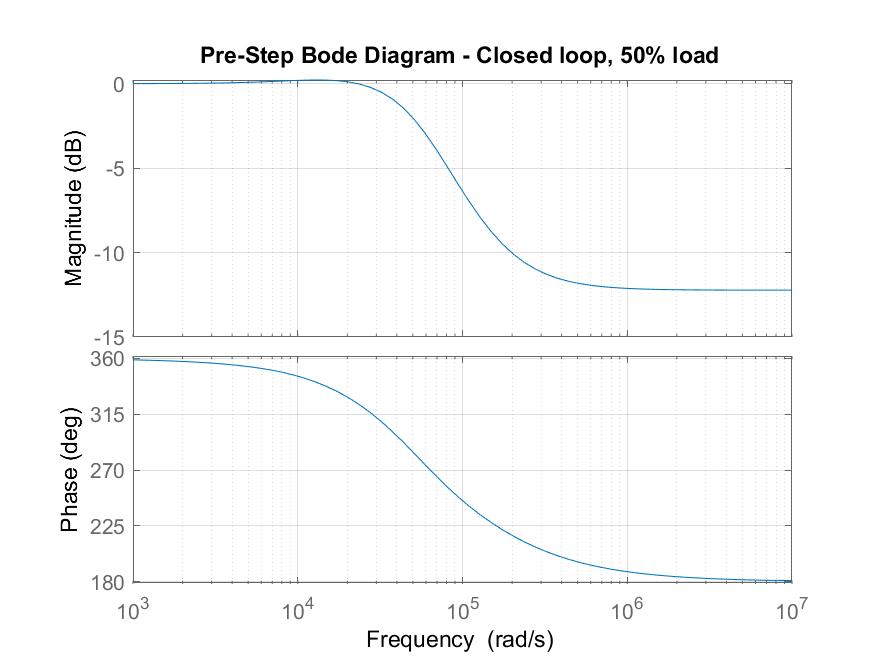 Pre-Step Bode Diagram - Closed loop, 50% load
Magnitude (dB)
0
-5
-10
-15
Phase (deg)
360
315
270
225
180
10^3 10^4 10^5 10^6 10^7
Frequency (rad/s)